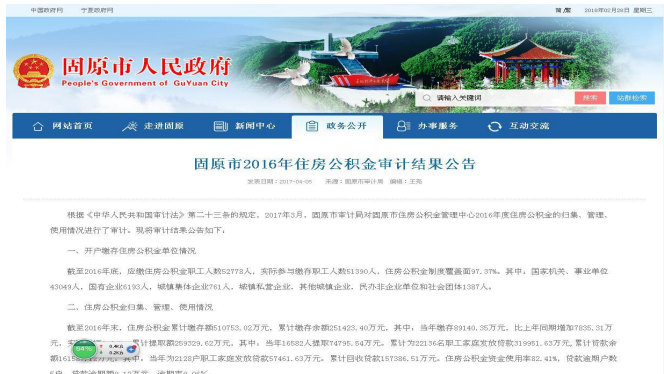 中国政府网 宁夏政府网
简/繁 2018年02月28日 星期三
固原市人民政府
People's Government of GuYuan City
请输入关键词 搜索 站群检索
网站首页 走进固原 新闻中心 政务公开 办事服务 互动交流
固原市2016年住房公积金审计结果公告
发表日期：2017-04-05 来源：固原市审计局 编辑：王亮
根据《中华人民共和国审计法》第二十三条的规定，2017年3月，固原市审计局对固原市住房公积金管理中心2016年度住房公积金的归集、管理、
使用情况进行了审计。现将审计结果公告如下：
一、开户缴存住房公积金单位情况
截至2016年底，应缴住房公积金职工人数52778人，实际参与缴存职工人数51390人，住房公积金制度覆盖面97.37%。其中，国家机关、事业单位
43049人，国有企业6193人，城镇集体企业761人，城镇私营企业、其他城镇企业、民办非企业单位和社会团体1387人。
二、住房公积金归集、管理、使用情况
截至2016年末，住房公积金累计缴存额510753.02万元，累计缴存余额251423.40万元。其中，当年缴存89140.35万元，比上年同期增加7835.31万
累计提取额259329.62万元。其中，当年16582人提取74795.54万元。累计为22136名职工家庭发放贷款319951.63万元，累计贷款余
万元。其中，当年为2128户职工家庭发放贷款57461.63万元。累计回收贷款157386.51万元。住房公积金资金使用率82.41%，贷款逾期户数
84% 0.4K/s
0.2K/s